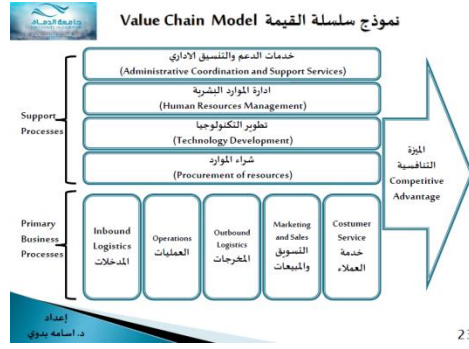 جامعة الدمام
نموذج سلسلة القيمة Value Chain Model
Support
Processes
خدمات الدعم والتنسيق الاداري
(Administrative Coordination and Support Services)
ادارة الموارد البشرية
(Human Resources Management)
تطوير التكنولوجيا
(Technology Development)
شراء الموارد
(Procurement of resources)
الميزة
التنافسية
Competitive
Advantage
Primary
Business
Processes
Inbound
Logistics
المدخلات
Operations
العمليات
Outbound
Logistics
المخرجات
Marketing
and Sales
التسويق
والمبيعات
Costumer
Service
خدمة
العملاء
إعداد
د. اسامه بدوي
23